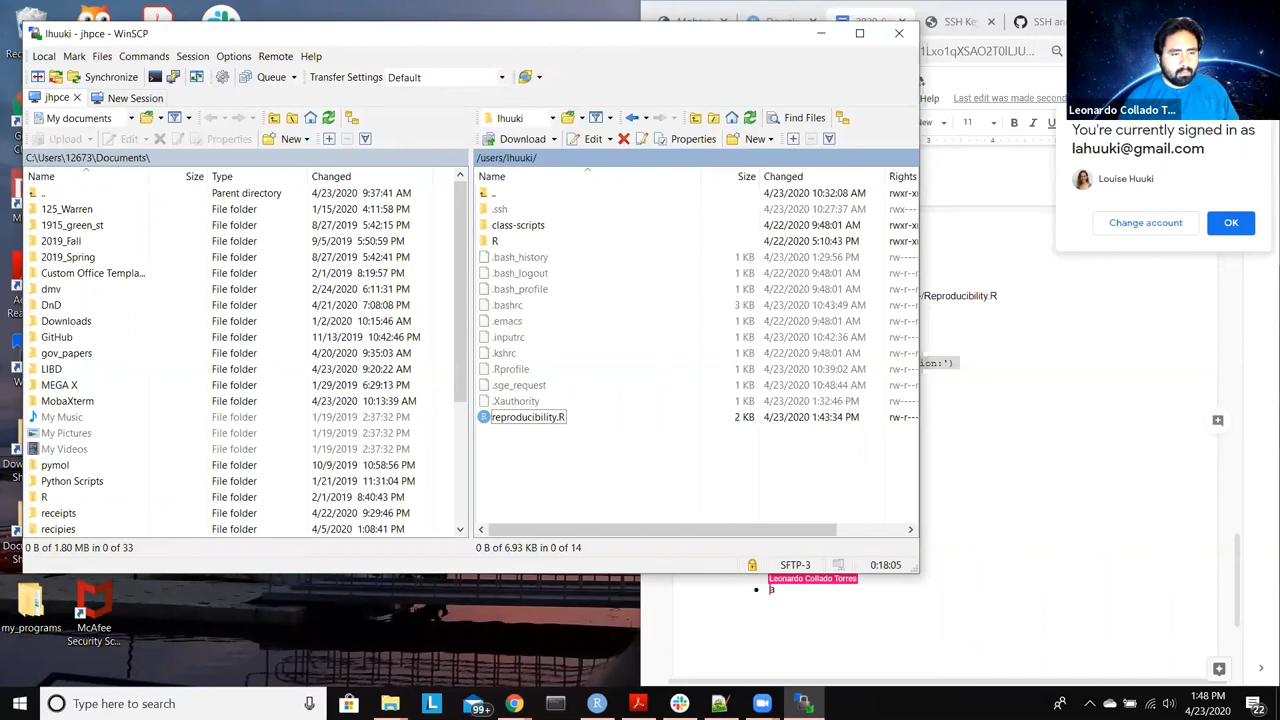 lhuuki - jhpce - WinSCP
Local Mark Files Commands Session Options Remote Help
Synchronize Queue Transfer Settings Default
jhpce New Session
My documents
lhuuki Find Files
Upload Edit Properties New
Download Edit Properties New
C:\Users\12673\Documents\
/users/lhuuki/
Name Size Type Changed
Name Size Changed Rights
.. Parent directory 4/23/2020 9:37:41 AM
125_Warren File folder 1/15/2020 4:11:58 PM
1915_green_st File folder 8/27/2020 5:42:15 PM
2019_Fall File folder 9/5/2019 5:50:59 PM
2019_Spring File folder 8/27/2020 5:42:41 PM
Custom Office Templa... File folder 2/1/2019 8:19:57 PM
dmv File folder 2/24/2020 6:11:31 PM
DnD File folder 4/21/2020 7:08:08 PM
Downloads File folder 1/2/2020 10:15:46 AM
GitHub File folder 11/13/2019 10:42:46 PM
gov_papers File folder 4/20/2020 9:35:03 AM
LIBD File folder 4/23/2020 9:20:22 AM
MEGA X File folder 1/29/2020 6:29:13 PM
MobaXterm File folder 4/23/2020 10:13:39 AM
My Music File folder 1/19/2019 2:37:32 PM
My Pictures File folder 1/19/2019 2:37:32 PM
My Videos File folder 1/19/2019 2:37:32 PM
pymol File folder 10/9/2019 10:58:56 PM
Python Scripts File folder 1/21/2019 11:31:04 PM
R File folder 2/1/2019 8:40:43 PM
receipts File folder 4/22/2020 9:29:46 PM
recipies File folder 4/5/2020 1:08:41 PM
.. 4/23/2020 10:32:08 AM rwxr-x
.ssh 4/23/2020 10:27:37 AM rwx---
class-scripts 4/22/2020 9:48:01 AM rwxr-x
R 4/22/2020 5:10:43 PM rwxr-x
.bash_history 1 KB 4/23/2020 1:29:56 PM rw----
.bash_logout 1 KB 4/22/2020 9:48:01 AM rw-r--
.bash_profile 1 KB 4/22/2020 9:48:01 AM rw-r--
.bashrc 3 KB 4/23/2020 10:43:49 AM rw-r--
.emacs 1 KB 4/22/2020 9:48:01 AM rw-r--
.inputrc 1 KB 4/23/2020 10:42:36 AM rw-r--
.kshrc 1 KB 4/22/2020 9:48:01 AM rw-r--
.Rprofile 1 KB 4/23/2020 10:39:02 AM rw-r--
.sge_request 1 KB 4/23/2020 10:48:44 AM rw-r--
.Xauthority 1 KB 4/23/2020 1:32:46 PM rw----
reproducibility.R 2 KB 4/23/2020 1:43:34 PM rw-r--
0 B of 1.80 MB in 0 of 33
0 B of 6.93 KB in 0 of 14
SFTP-3 0:18:05
SSH Ke
SSH an
1Lxo1qXSAO2T0lLJU...
Help Last edit was made second
11 B I
3 4
Leonardo Collado T...
You're currently signed in as
lahuuki@gmail.com
Louise Huuki
Change account OK
/Reproducibility.R
ion:')
Leonardo Collado Torres
a
my_programs
McAfee
Security Sc...
Type here to search
99+
1:48 PM
4/23/2020
22